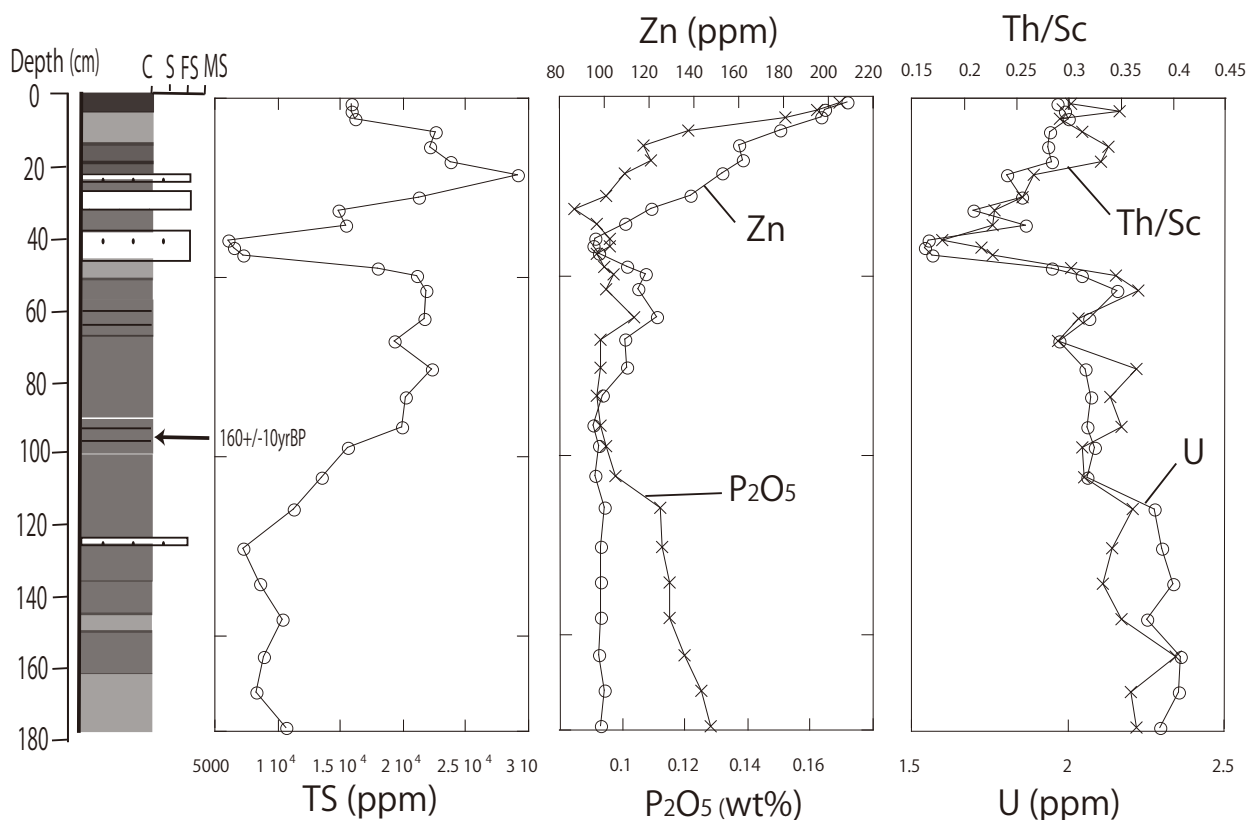 Zn (ppm)
Th/Sc
Depth (cm)
C S FS MS
80 100 120 140 160 180 200 220
0.15 0.2 0.25 0.3 0.35 0.4 0.45
0
20
40
60
80
100
120
140
160
180
Zn
Th/Sc
160+/-10yrBP
P₂O₅
U
5000 1 10⁴ 1.5 10⁴ 2 10⁴ 2.5 10⁴ 3 10⁴
0.1 0.12 0.14 0.16
1.5 2 2.5
TS (ppm)
P₂O₅ (wt%)
U (ppm)